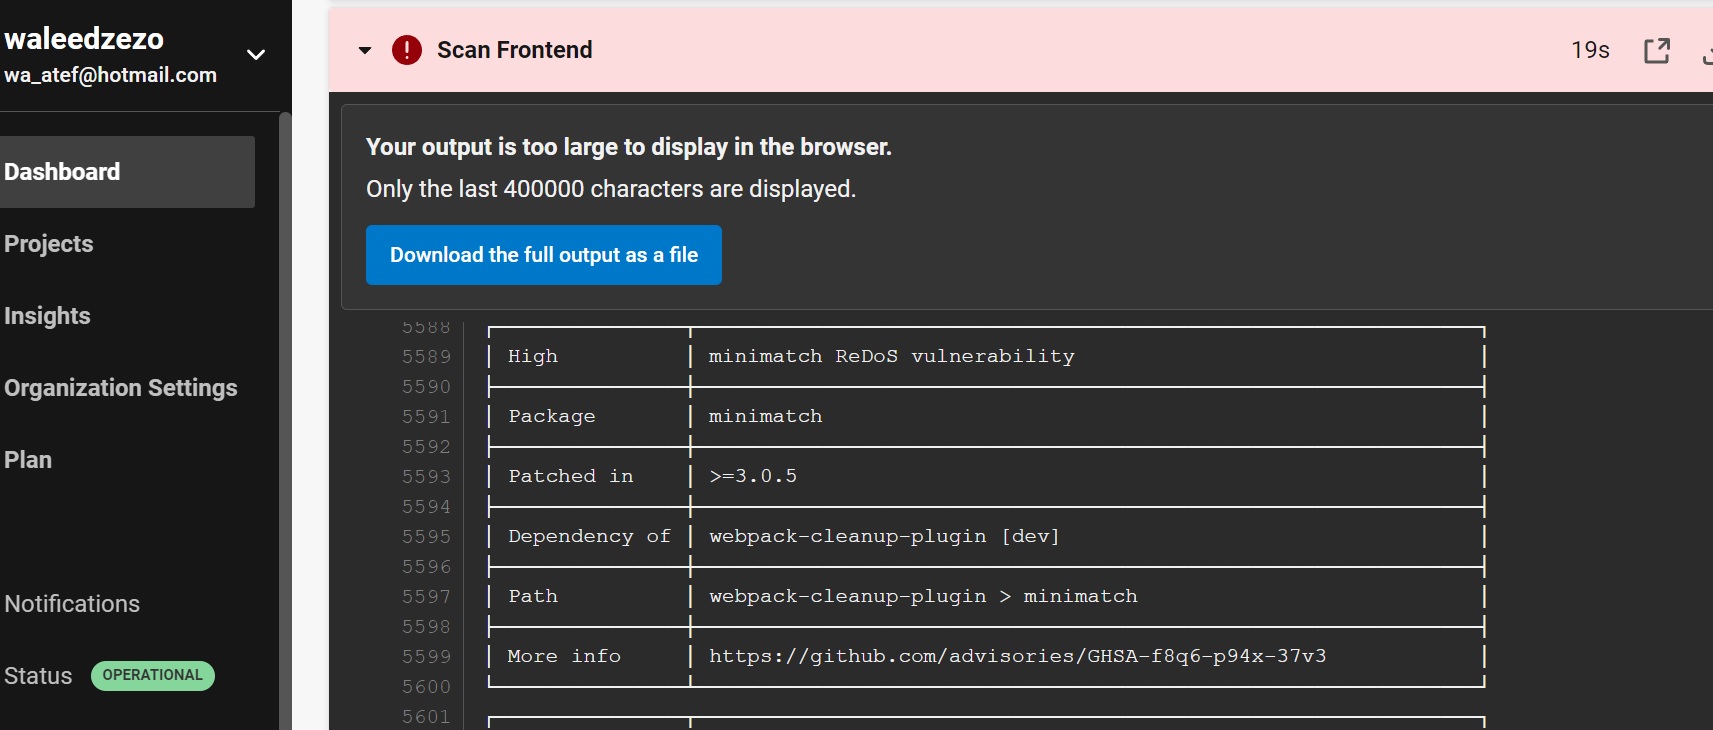 waleedzezo
wa_atef@hotmail.com
Dashboard
Projects
Insights
Organization Settings
Plan
Notifications
Status OPERATIONAL
Scan Frontend 19s
Your output is too large to display in the browser.
Only the last 400000 characters are displayed.
Download the full output as a file
5588
5589 High minimatch ReDoS vulnerability
5590
5591 Package minimatch
5592
5593 Patched in >=3.0.5
5594
5595 Dependency of webpack-cleanup-plugin [dev]
5596
5597 Path webpack-cleanup-plugin > minimatch
5598
5599 More info https://github.com/advisories/GHSA-f8q6-p94x-37v3
5600
5601